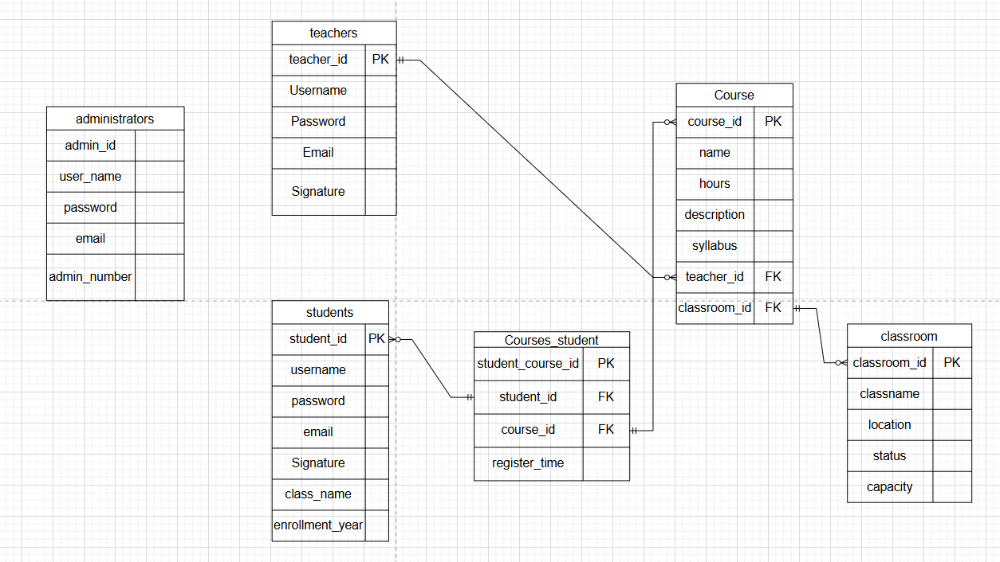 teachers
teacher_id PK
Username
Password
Email
Signature
administrators
admin_id
user_name
password
email
admin_number
Course
course_id PK
name
hours
description
syllabus
teacher_id FK
classroom_id FK
students
student_id PK
username
password
email
Signature
class_name
enrollment_year
Courses_student
student_course_id PK
student_id FK
course_id FK
register_time
classroom
classroom_id PK
classname
location
status
capacity